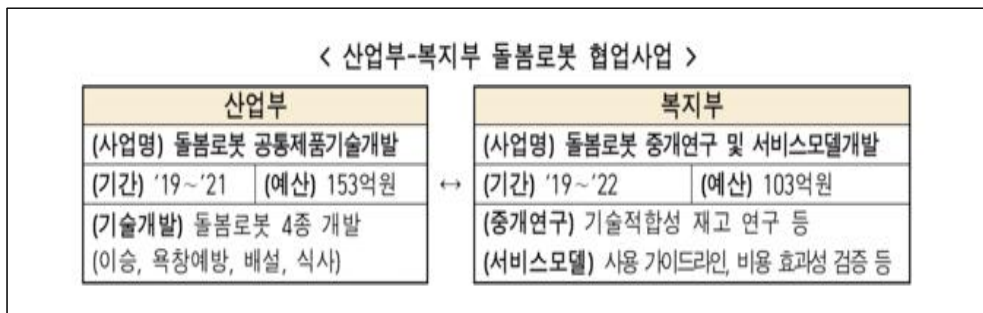 < 산업부-복지부 돌봄로봇 협업사업 >
산업부
(사업명) 돌봄로봇 공통제품기술개발
(기간) '19~'21 (예산) 153억원
(기술개발) 돌봄로봇 4종 개발
(이승, 욕창예방, 배설, 식사)
↔
복지부
(사업명) 돌봄로봇 중개연구 및 서비스모델개발
(기간) '19~'22 (예산) 103억원
(중개연구) 기술적합성 재고 연구 등
(서비스모델) 사용 가이드라인, 비용 효과성 검증 등